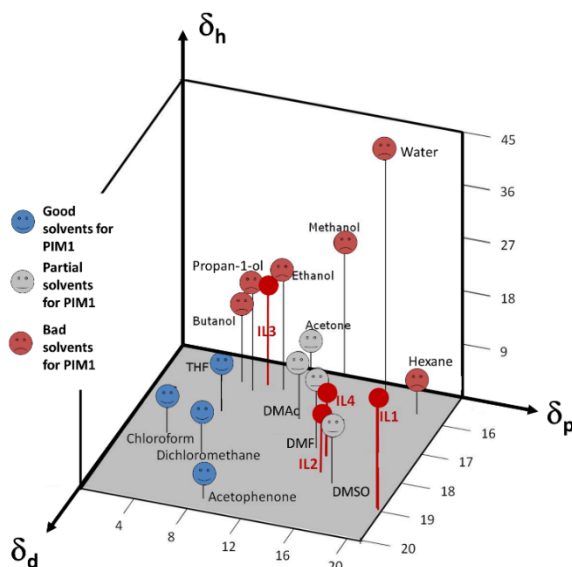 δh
45
Water
36
Good
solvents for
PIM1
Methanol
27
Partial
solvents
for PIM1
Propan-1-ol
Ethanol
18
Butanol
IL3
Acetone
Bad
solvents
for PIM1
9
Hexane
THF
DMAc
IL4
IL1
δp
16
Chloroform
Dichloromethane
DMF
IL2
17
Acetophenone
DMSO
18
4
8
12
16
20
19
20
δd